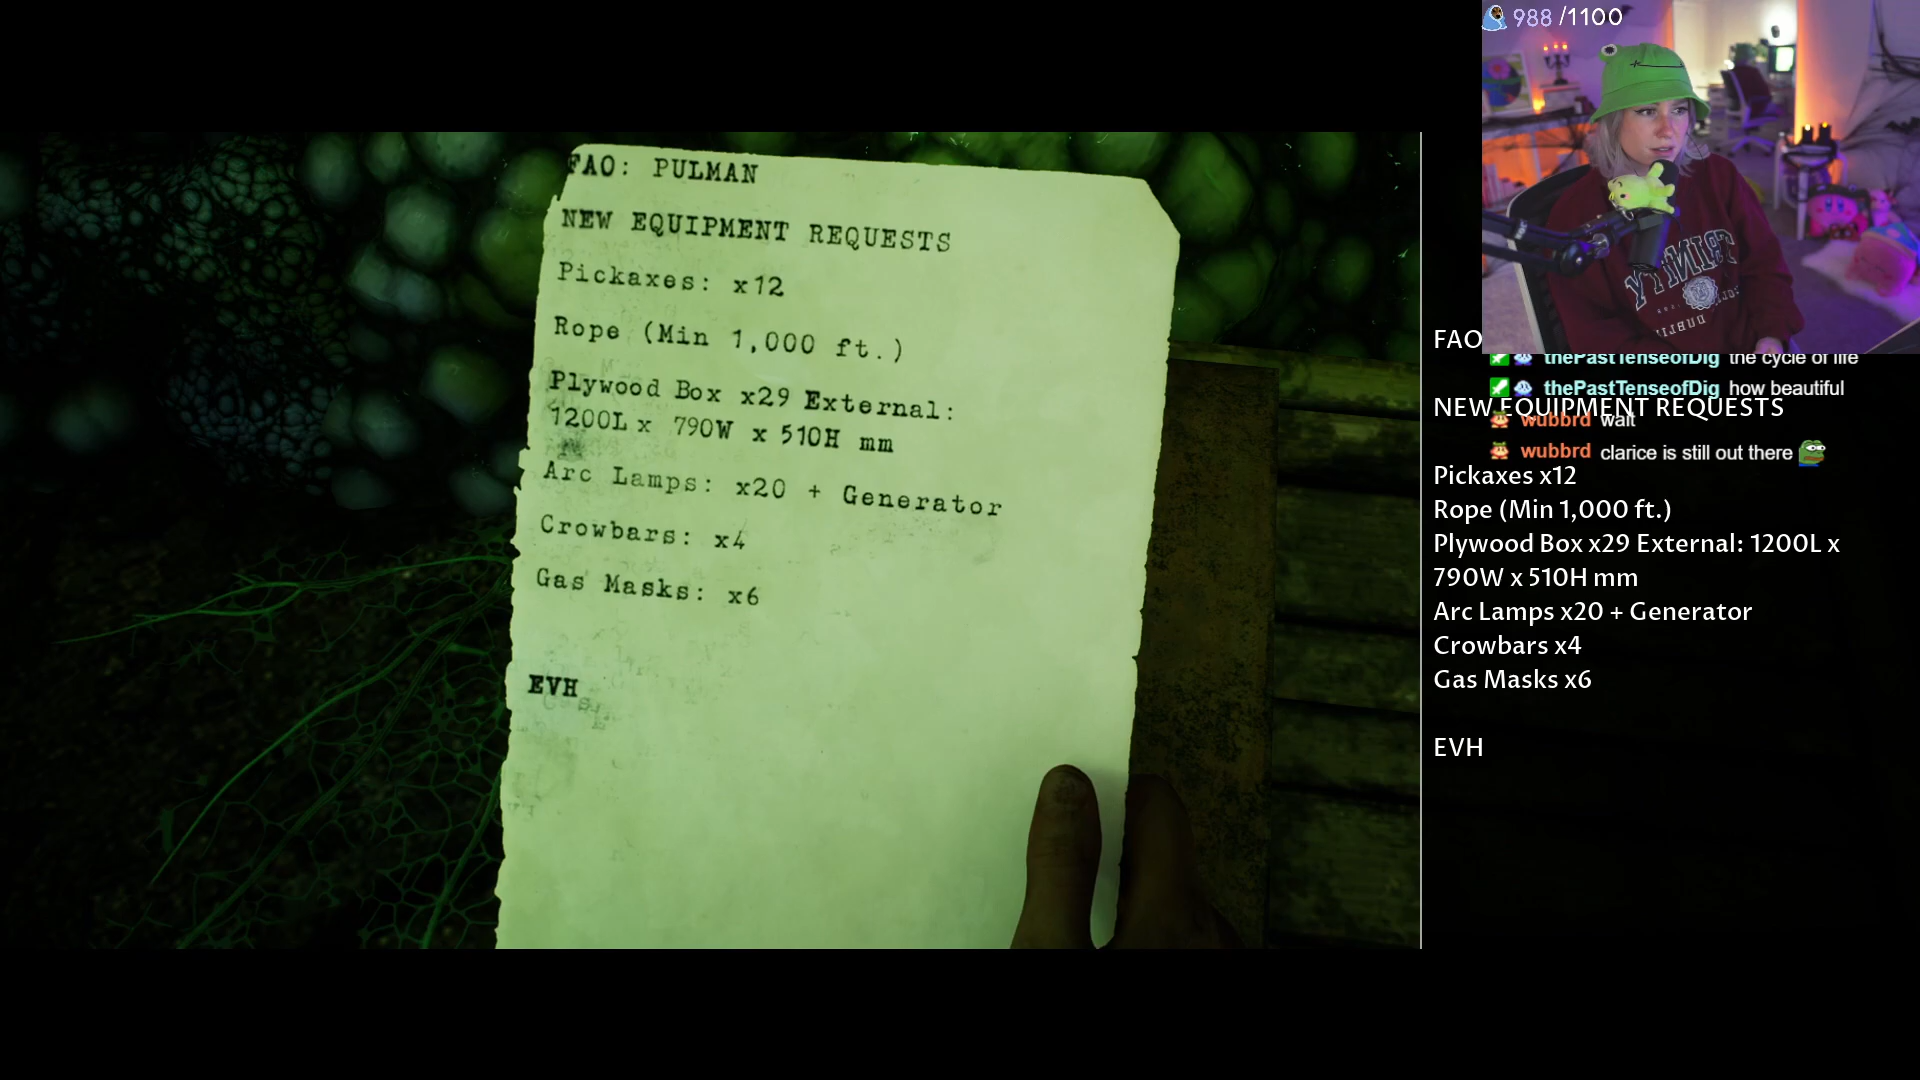 988 /1100
FAO: PULMAN
NEW EQUIPMENT REQUESTS
Pickaxes: x12
Rope (Min 1,000 ft.)
Plywood Box x29 External:
1200L x 790W x 510H mm
Arc Lamps: x20 + Generator
Crowbars: x4
Gas Masks: x6
EVH
TRINITY
thePastTenseofDig the cycle of life
thePastTenseofDig how beautiful
wubbrd wait
wubbrd clarice is still out there
FAO
NEW EQUIPMENT REQUESTS
Pickaxes x12
Rope (Min 1,000 ft.)
Plywood Box x29 External: 1200L x
790W x 510H mm
Arc Lamps x20 + Generator
Crowbars x4
Gas Masks x6
EVH